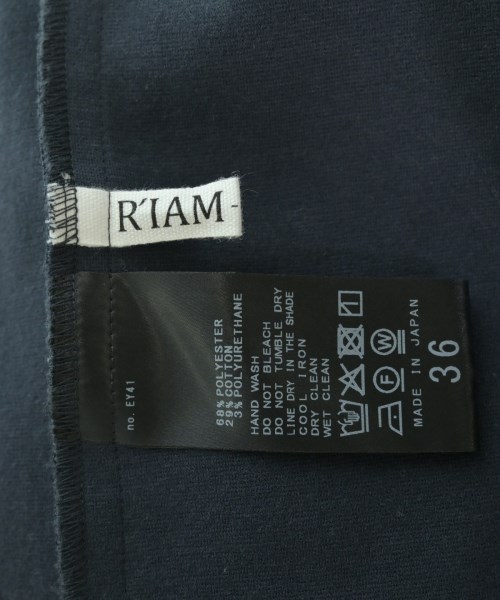 R'IAM
no. EY41
68% POLYESTER
29% COTTON
3% POLYURETHANE
HAND WASH
DO NOT BLEACH
DO NOT TUMBLE DRY
LINE DRY IN THE SHADE
COOL IRON
DRY CLEAN
WET CLEAN
F W
MADE IN JAPAN
36